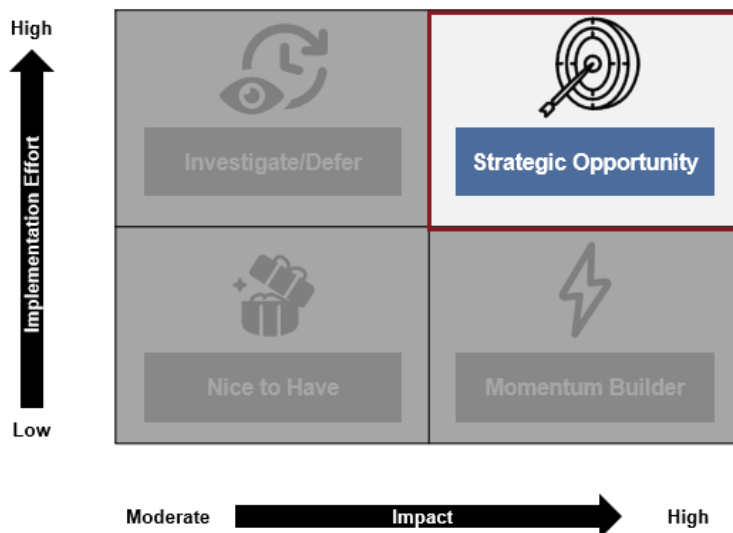 High
Implementation Effort
Low
Investigate/Defer
Strategic Opportunity
Nice to Have
Momentum Builder
Moderate
Impact
High